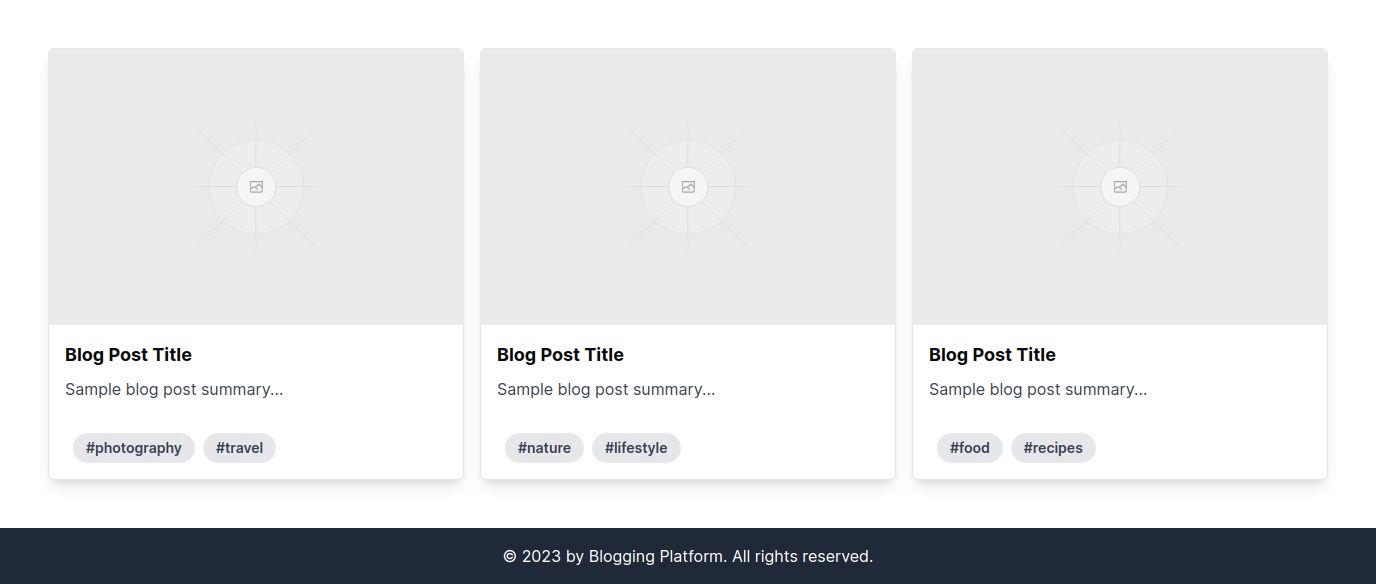 Blog Post Title
Sample blog post summary...
#photography #travel
Blog Post Title
Sample blog post summary...
#nature #lifestyle
Blog Post Title
Sample blog post summary...
#food #recipes
© 2023 by Blogging Platform. All rights reserved.